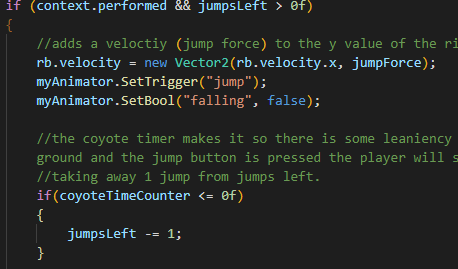 if (context.performed && jumpsLeft > 0f)
{
//adds a veloctiy (jump force) to the y value of the
rb.velocity = new Vector2(rb.velocity.x, jumpForce);
myAnimator.SetTrigger("jump");
myAnimator.SetBool("falling", false);
//the coyote timer makes it so there is some leaniency
ground and the jump button is pressed the player will
//taking away 1 jump from jumps left.
if(coyoteTimeCounter <= 0f)
{
jumpsLeft -= 1;
}